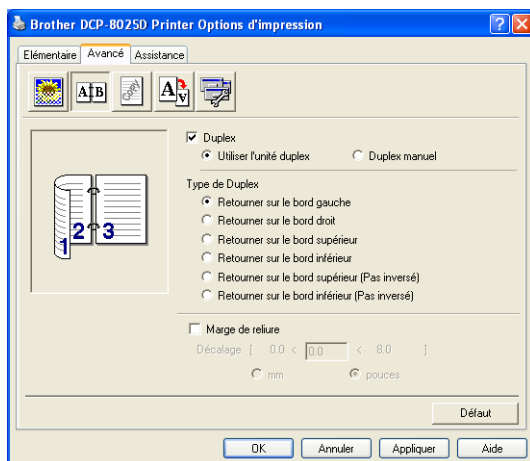 Brother DCP-8025D Printer Options d'impression
Elémentaire Avancé Assistance
A B
A V
Duplex
Utiliser l'unité duplex Duplex manuel
1 2 3
Type de Duplex
Retourner sur le bord gauche
Retourner sur le bord droit
Retourner sur le bord supérieur
Retourner sur le bord inférieur
Retourner sur le bord supérieur (Pas inversé)
Retourner sur le bord inférieur (Pas inversé)
Marge de reliure
Décalage [ 0.0 < 0.0 < 8.0 ]
mm pouces
Défaut
OK Annuler Appliquer Aide